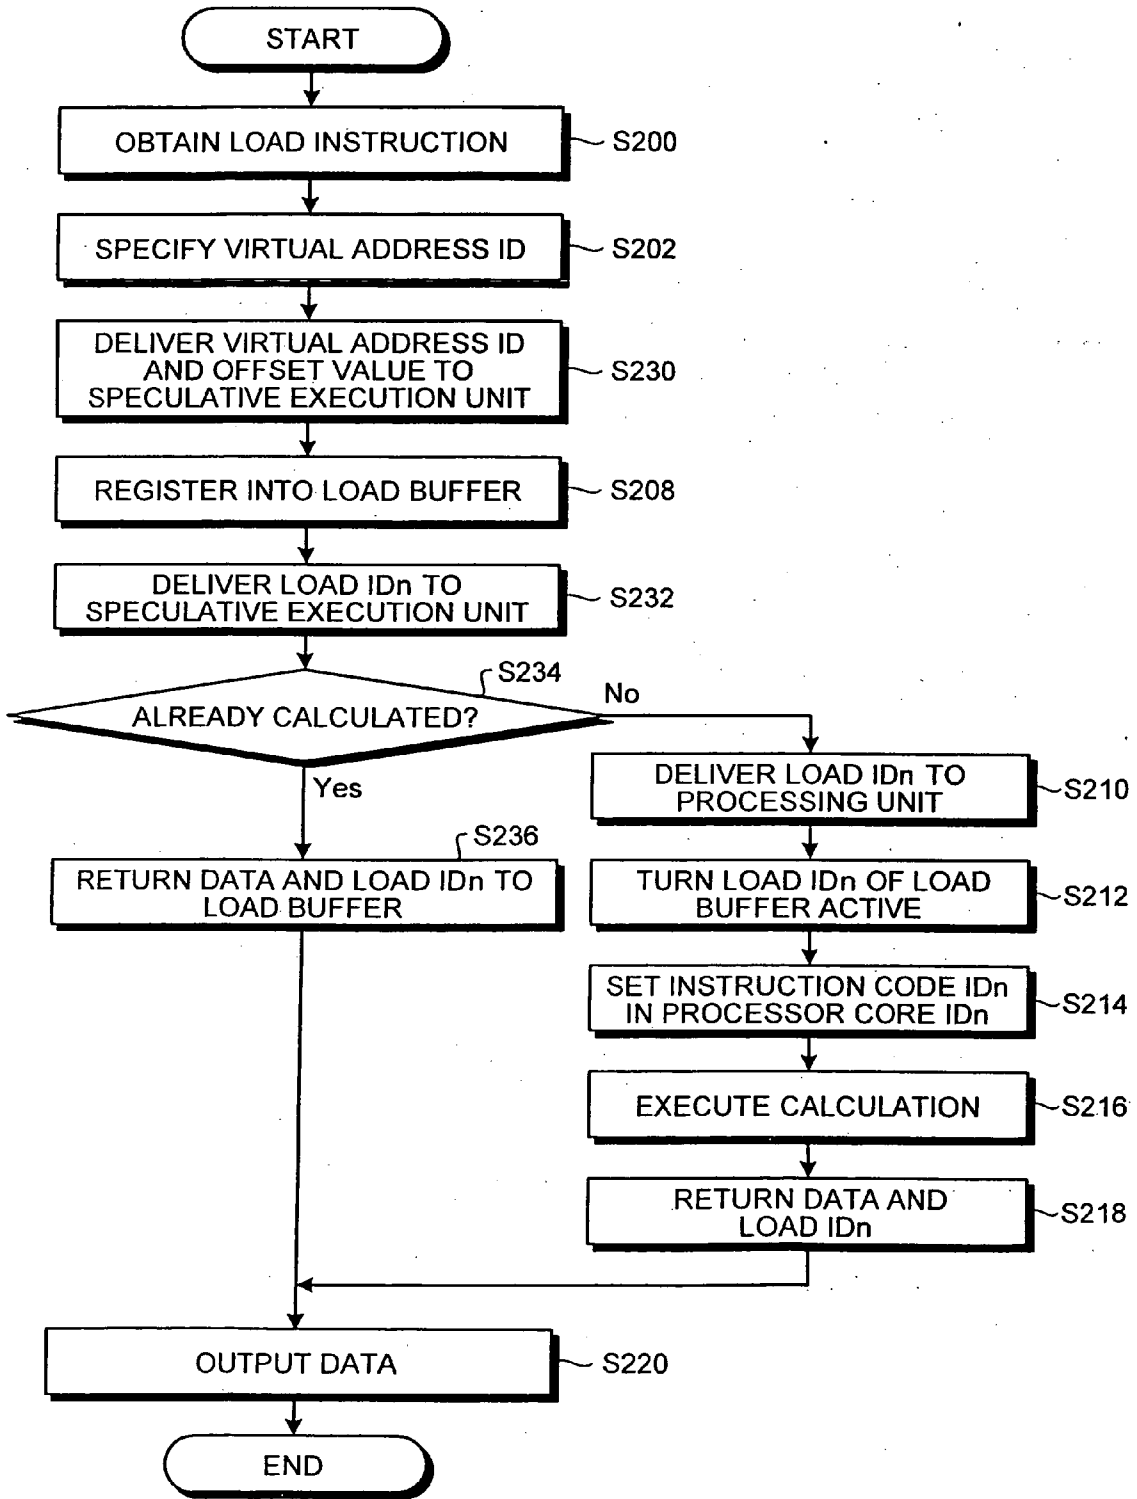 START
OBTAIN LOAD INSTRUCTION
S200
SPECIFY VIRTUAL ADDRESS ID
S202
DELIVER VIRTUAL ADDRESS ID
AND OFFSET VALUE TO
SPECULATIVE EXECUTION UNIT
S230
REGISTER INTO LOAD BUFFER
S208
DELIVER LOAD IDn TO
SPECULATIVE EXECUTION UNIT
S232
S234
ALREADY CALCULATED?
No
Yes
DELIVER LOAD IDn TO
PROCESSING UNIT
S210
S236
RETURN DATA AND LOAD IDn TO
LOAD BUFFER
TURN LOAD IDn OF LOAD
BUFFER ACTIVE
S212
SET INSTRUCTION CODE IDn
IN PROCESSOR CORE IDn
S214
EXECUTE CALCULATION
S216
RETURN DATA AND
LOAD IDn
S218
OUTPUT DATA
S220
END